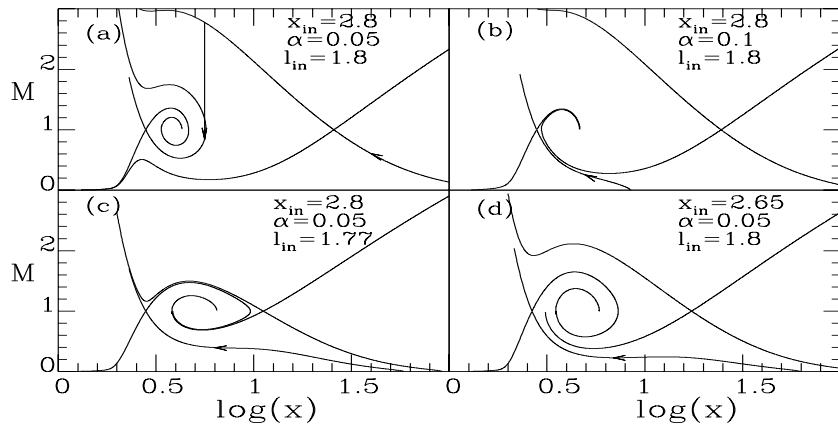 (a)
x_in=2.8
α=0.05
l_in=1.8
(b)
x_in=2.8
α=0.1
l_in=1.8
2
M
1
0
(c)
x_in=2.8
α=0.05
l_in=1.77
(d)
x_in=2.65
α=0.05
l_in=1.8
2
M
1
0
0 0.5 1 1.5 0.5 1 1.5
log(x) log(x)